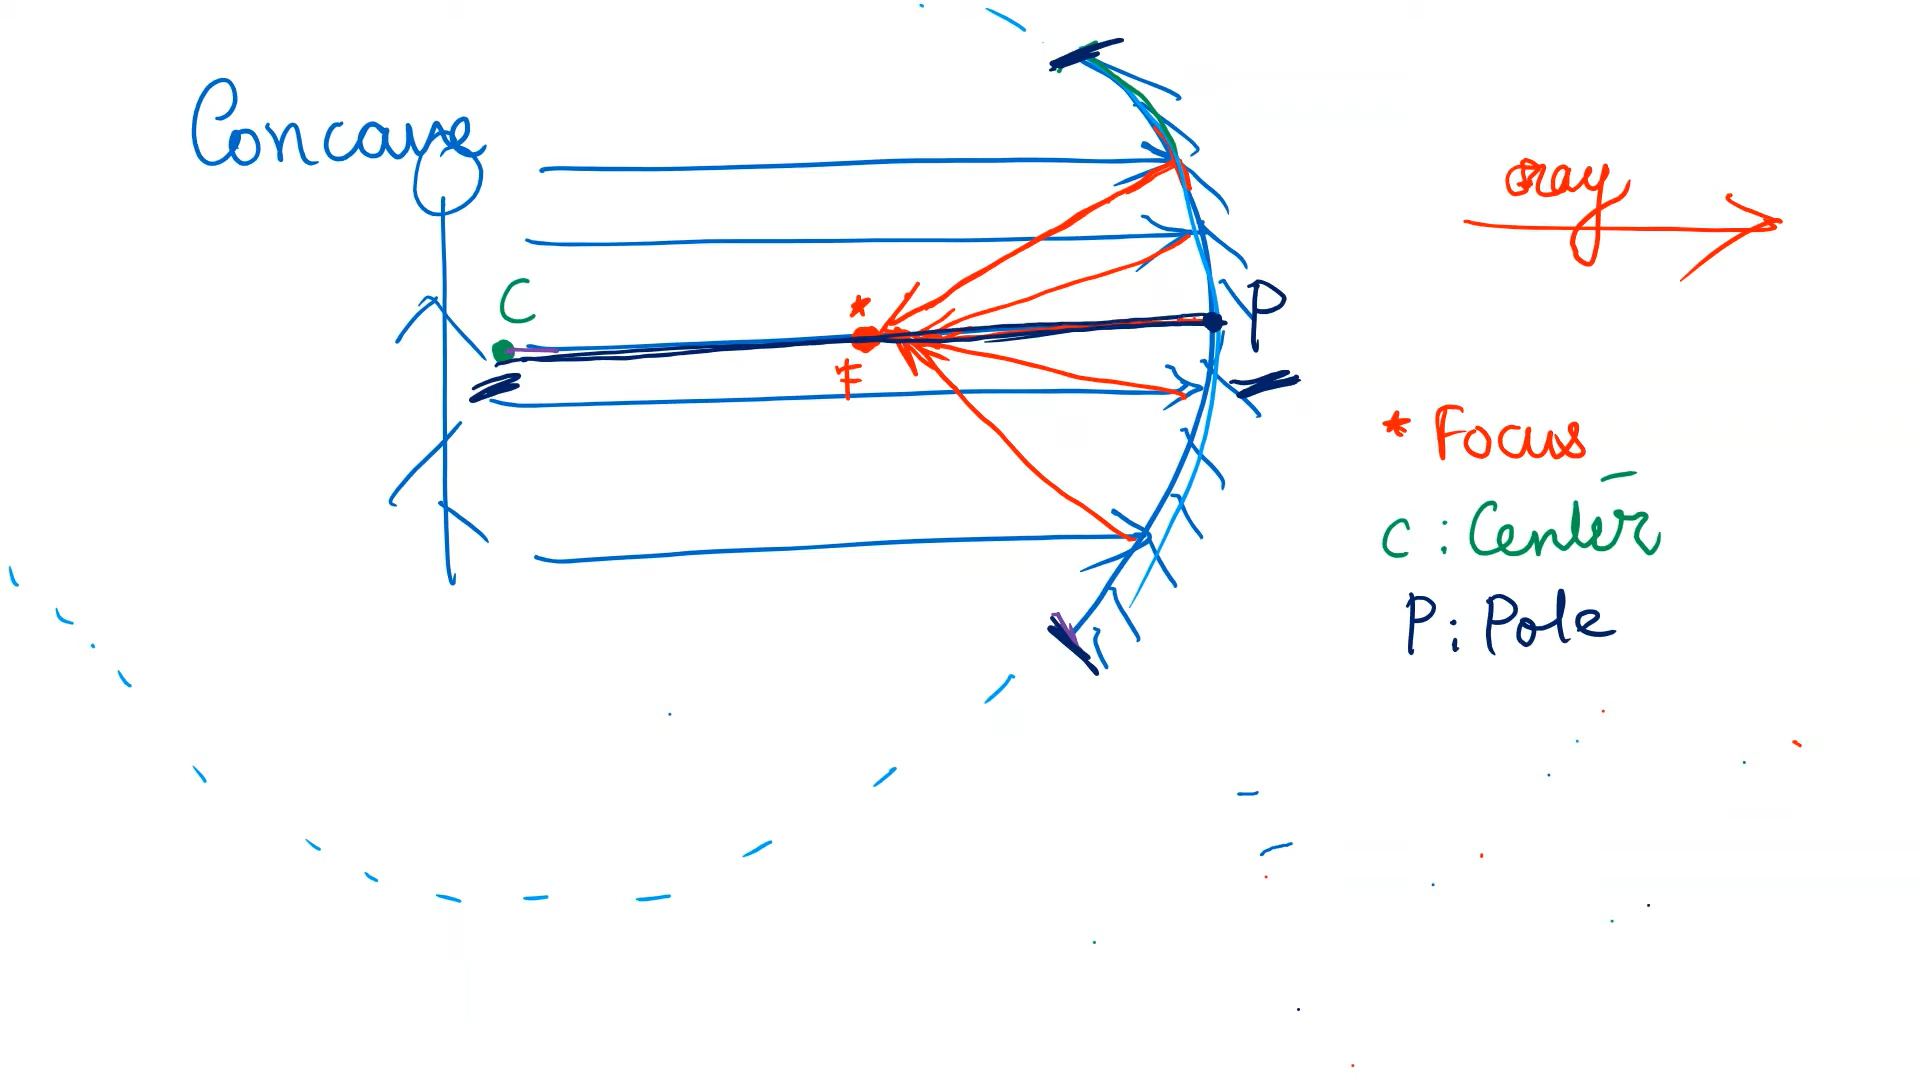 Concave
ray
C
P
*
F
* Focus
C : Center
P : Pole